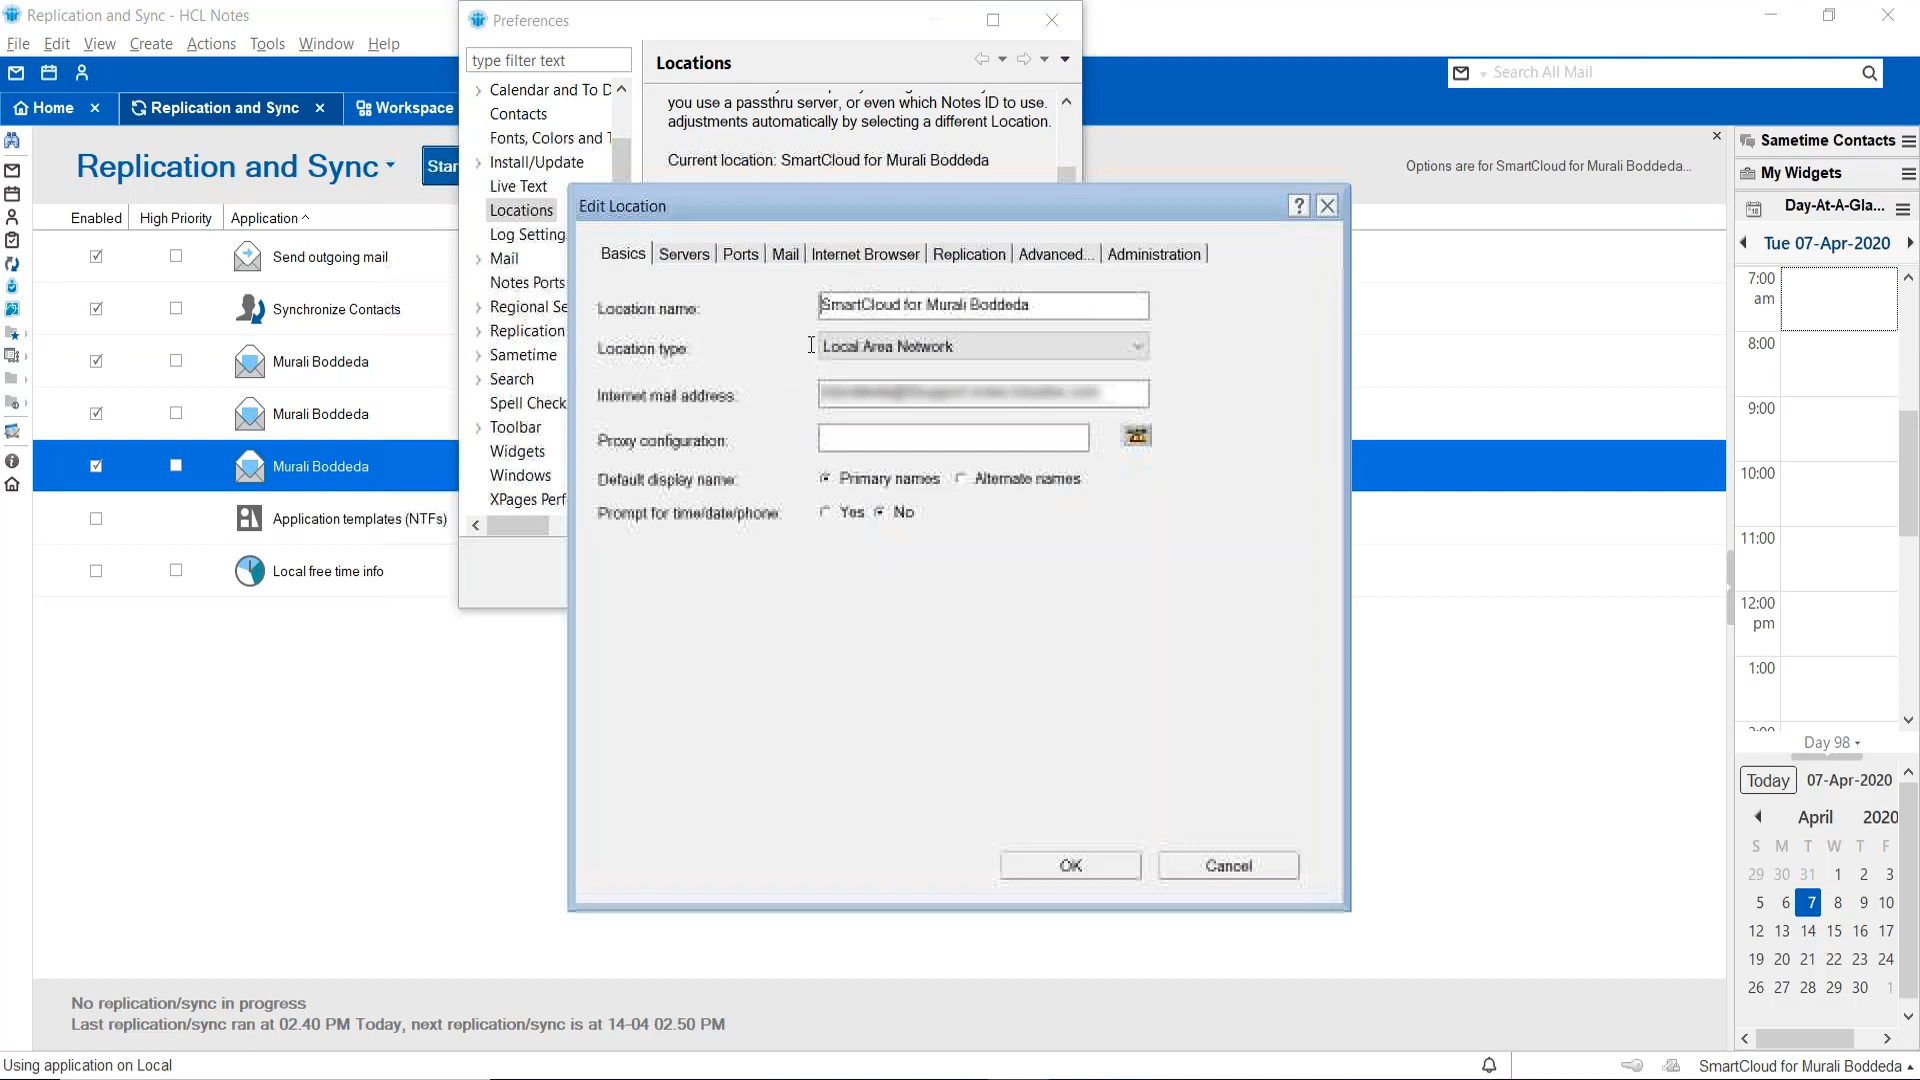 Replication and Sync - HCL Notes
File Edit View Create Actions Tools Window Help
Search All Mail
Home
Replication and Sync
Workspace
Replication and Sync
Star
Options are for SmartCloud for Murali Boddeda...
Enabled High Priority Application
Send outgoing mail
Synchronize Contacts
Murali Boddeda
Murali Boddeda
Murali Boddeda
Application templates (NTFs)
Local free time info
Preferences
type filter text
Calendar and To D
Contacts
Fonts, Colors and T
Install/Update
Live Text
Locations
Log Setting
Mail
Notes Ports
Regional Se
Replication
Sametime
Search
Spell Check
Toolbar
Widgets
Windows
XPages Perf
Locations
you use a passthru server, or even which Notes ID to use.
adjustments automatically by selecting a different Location.
Current location: SmartCloud for Murali Boddeda
Edit Location
?
Basics Servers Ports Mail Internet Browser Replication Advanced... Administration
Location name: SmartCloud for Murali Boddeda
Location type: Local Area Network
Internet mail address:
Proxy configuration:
Default display name: Primary names Alternate names
Prompt for time/date/phone: Yes No
OK Cancel
Sametime Contacts
My Widgets
Day-At-A-Gla...
Tue 07-Apr-2020
7:00
am
8:00
9:00
10:00
11:00
12:00
pm
1:00
Day 98
Today 07-Apr-2020
April 2020
S M T W T F
29 30 31 1 2 3
5 6 7 8 9 10
12 13 14 15 16 17
19 20 21 22 23 24
26 27 28 29 30 1
No replication/sync in progress
Last replication/sync ran at 02.40 PM Today, next replication/sync is at 14-04 02.50 PM
Using application on Local
SmartCloud for Murali Boddeda